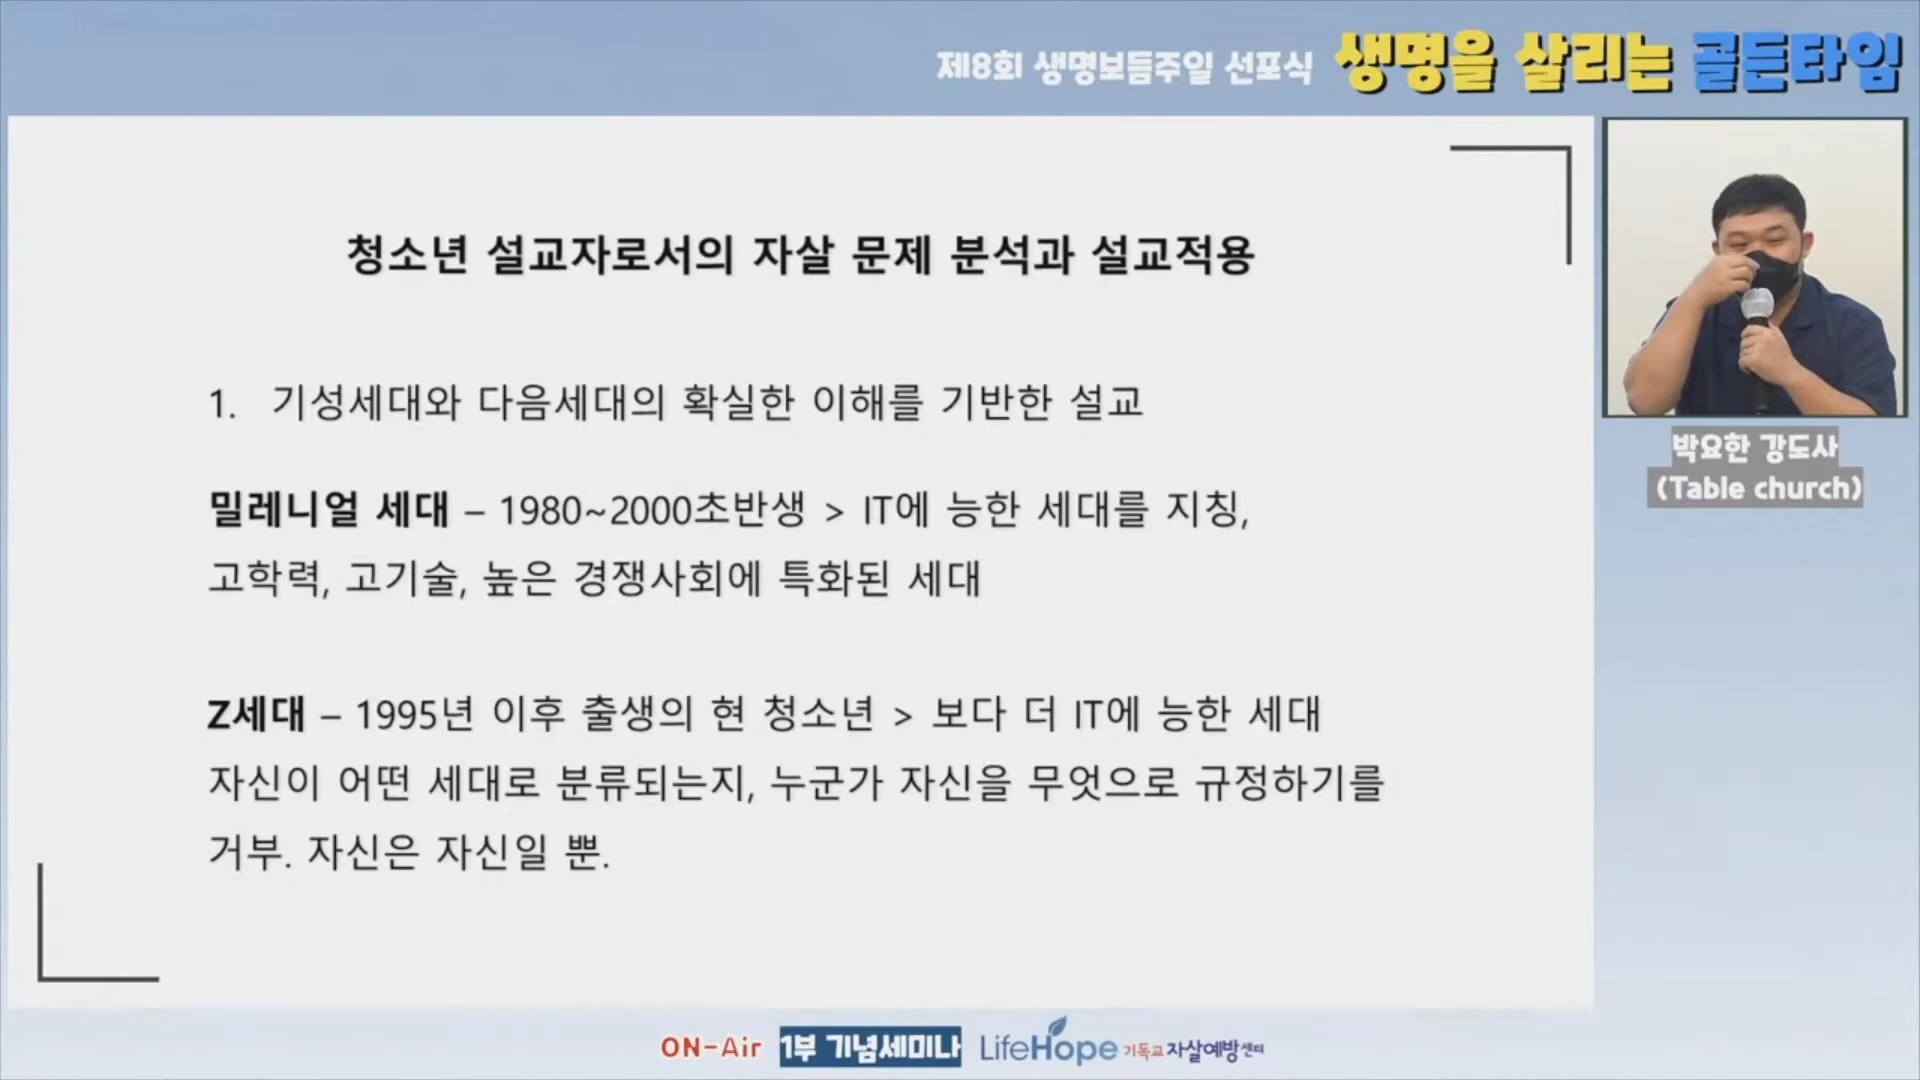 제8회 생명보듬주일 선포식 생명을 살리는 골든타임
청소년 설교자로서의 자살 문제 분석과 설교적용
1. 기성세대와 다음세대의 확실한 이해를 기반한 설교
밀레니얼 세대 – 1980~2000초반생 > IT에 능한 세대를 지칭,
고학력, 고기술, 높은 경쟁사회에 특화된 세대
Z세대 – 1995년 이후 출생의 현 청소년 > 보다 더 IT에 능한 세대
자신이 어떤 세대로 분류되는지, 누군가 자신을 무엇으로 규정하기를
거부. 자신은 자신일 뿐.
박요한 강도사
(Table church)
ON-Air 1부 기념세미나 LifeHope 기독교자살예방센터